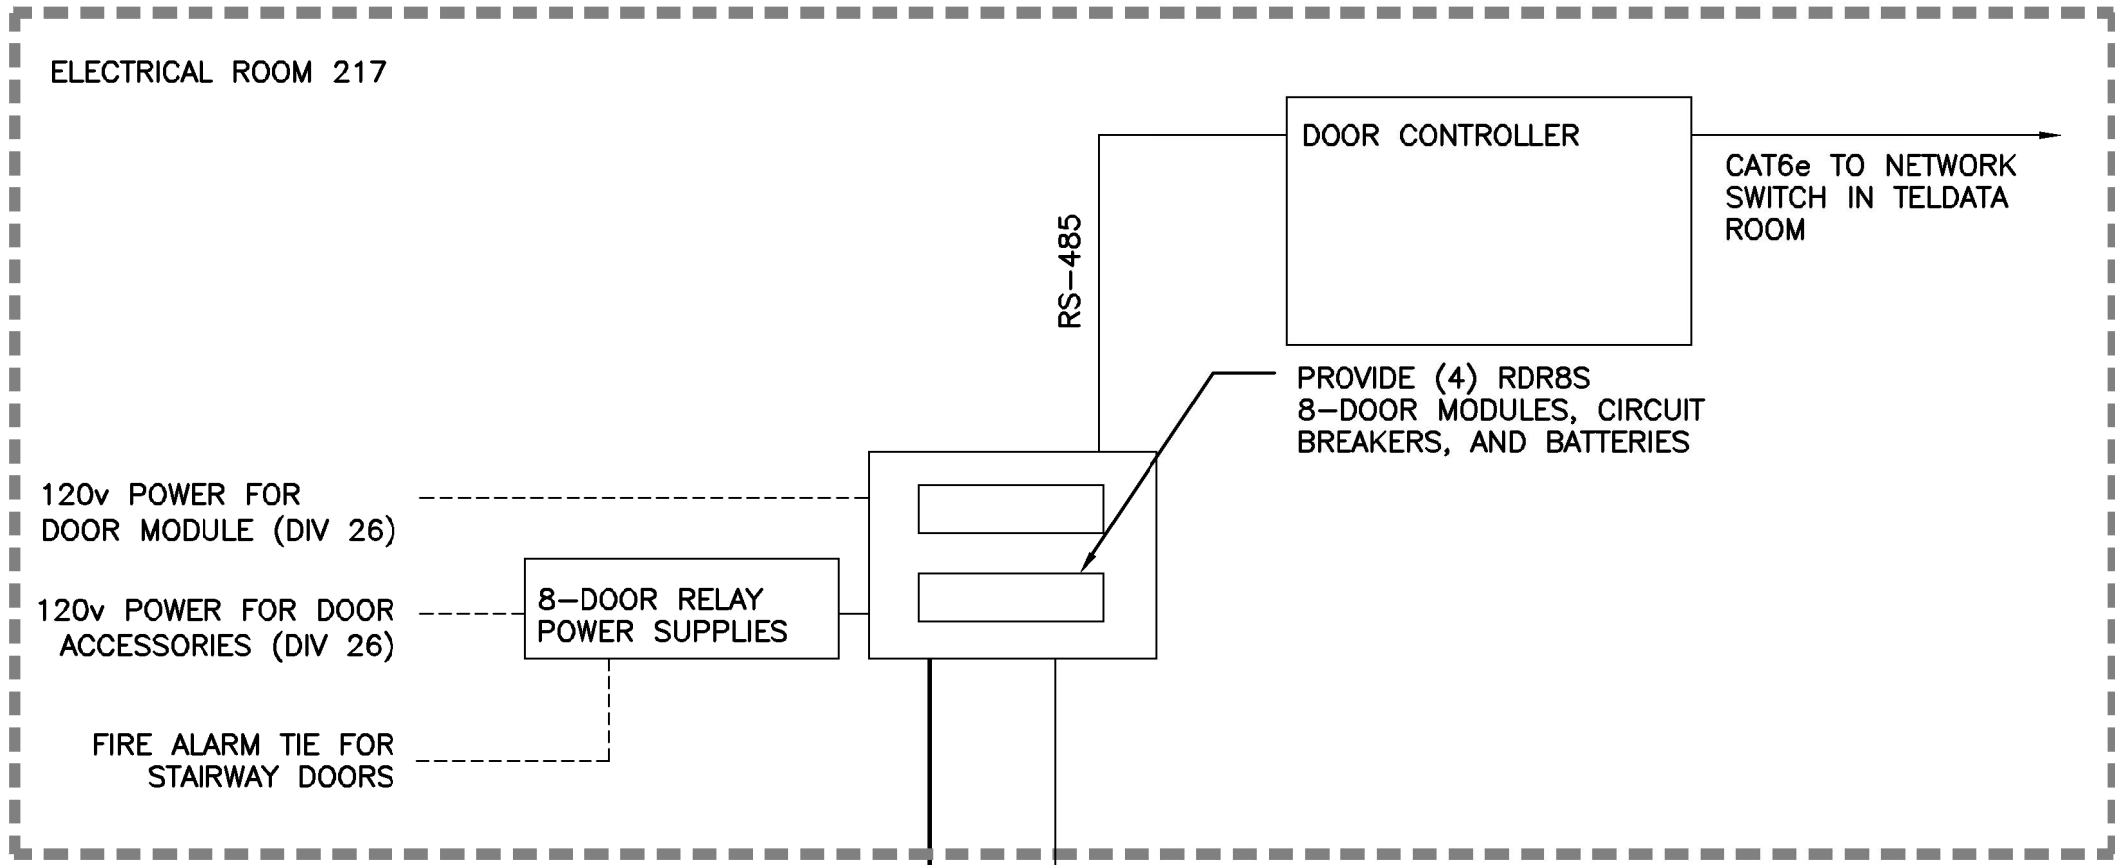 ELECTRICAL ROOM 217
DOOR CONTROLLER
CAT6e TO NETWORK
SWITCH IN TELDATA
ROOM
RS-485
PROVIDE (4) RDR8S
8-DOOR MODULES, CIRCUIT
BREAKERS, AND BATTERIES
120v POWER FOR
DOOR MODULE (DIV 26)
8-DOOR RELAY
POWER SUPPLIES
120v POWER FOR DOOR
ACCESSORIES (DIV 26)
FIRE ALARM TIE FOR
STAIRWAY DOORS